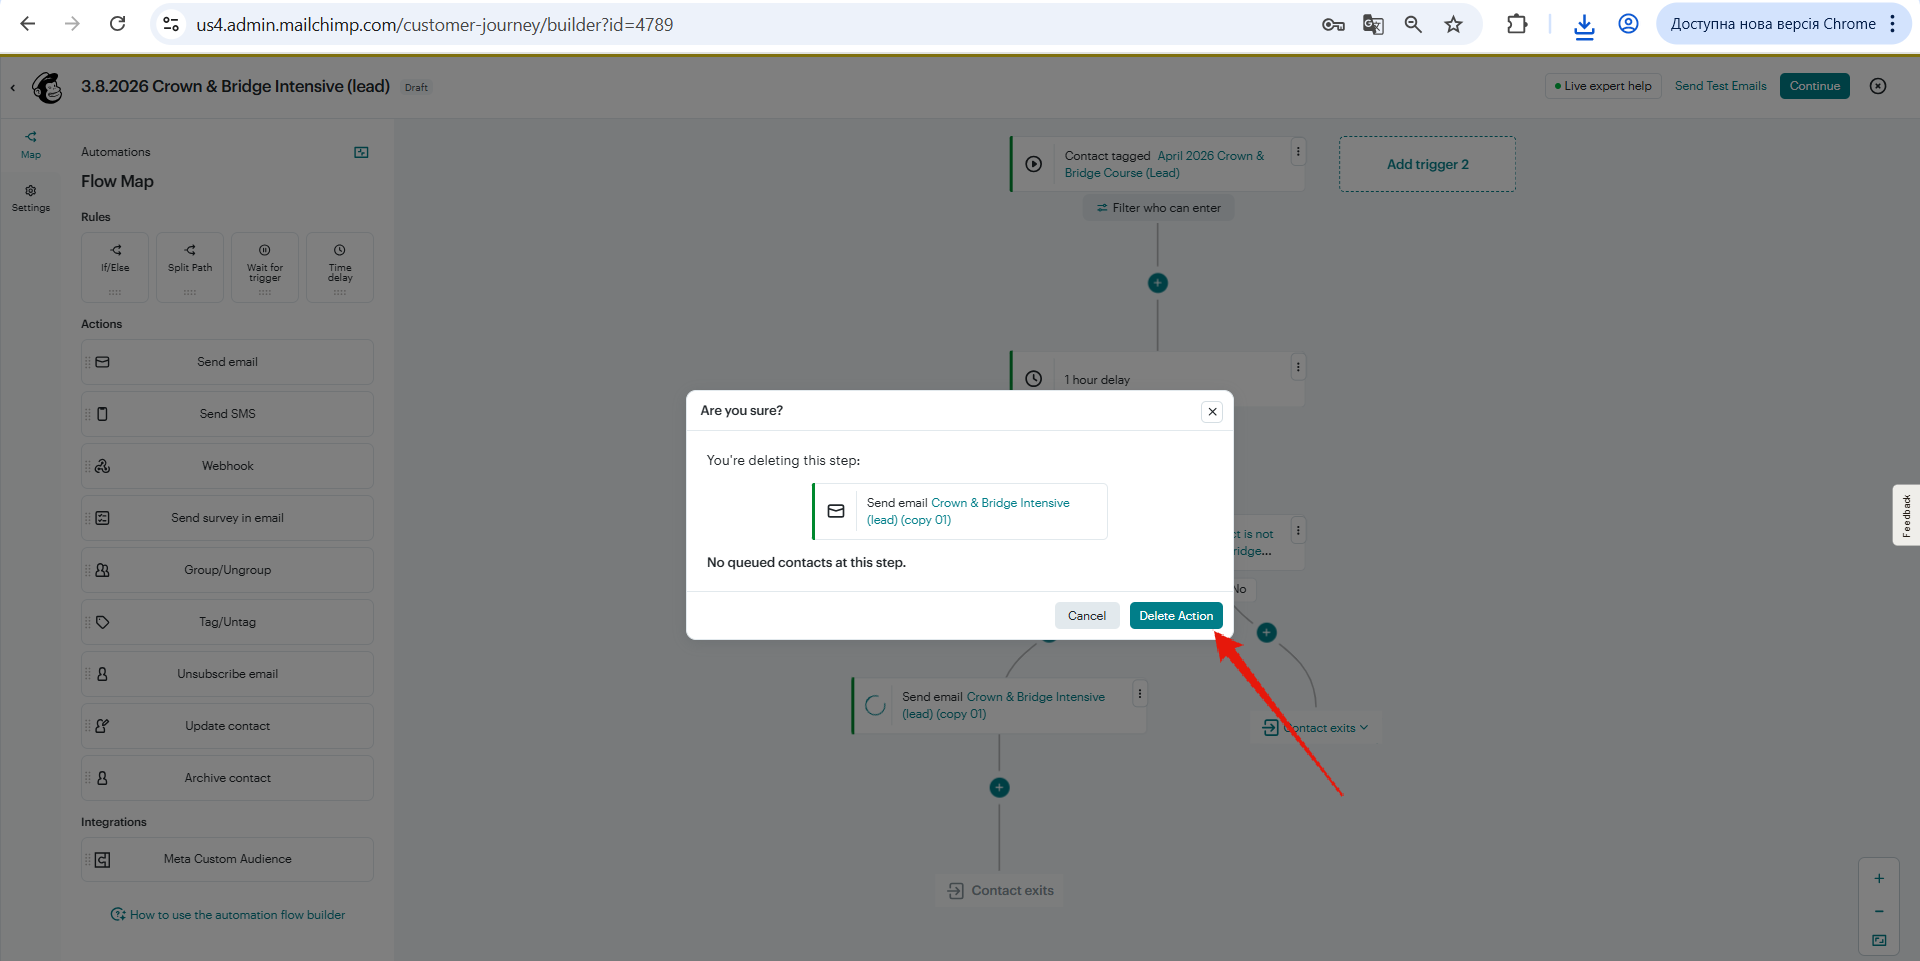 us4.admin.mailchimp.com/customer-journey/builder?id=4789
Доступна нова версія Chrome
3.8.2026 Crown & Bridge Intensive (lead)
Draft
Live expert help
Send Test Emails
Continue
Map
Settings
Automations
Flow Map
Rules
If/Else
Split Path
Wait for
trigger
Time
delay
Actions
Send email
Send SMS
Webhook
Send survey in email
Group/Ungroup
Tag/Untag
Unsubscribe email
Update contact
Archive contact
Integrations
Meta Custom Audience
How to use the automation flow builder
Contact tagged April 2026 Crown &
Bridge Course (Lead)
Add trigger 2
Filter who can enter
1 hour delay
Are you sure?
You're deleting this step:
Send email Crown & Bridge Intensive
(lead) (copy 01)
No queued contacts at this step.
Cancel
Delete Action
ct is not
ridge...
No
Send email Crown & Bridge Intensive
(lead) (copy 01)
Contact exits
Contact exits
Feedback